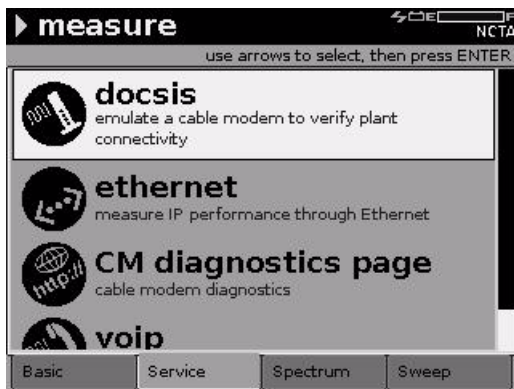 measure
E F
NCTA
use arrows to select, then press ENTER
docsis
emulate a cable modem to verify plant
connectivity
ethernet
measure IP performance through Ethernet
http://
CM diagnostics page
cable modem diagnostics
voip
Basic Service Spectrum Sweep